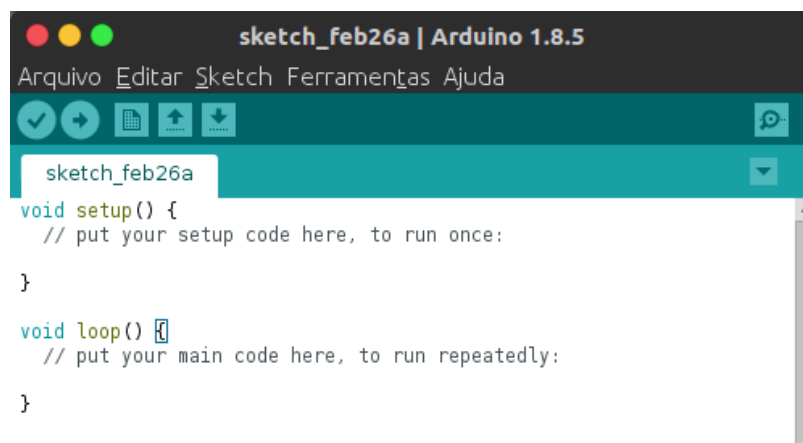 sketch_feb26a | Arduino 1.8.5
Arquivo Editar Sketch Ferramentas Ajuda
sketch_feb26a
void setup() {
  // put your setup code here, to run once:
}
void loop() {
  // put your main code here, to run repeatedly:
}